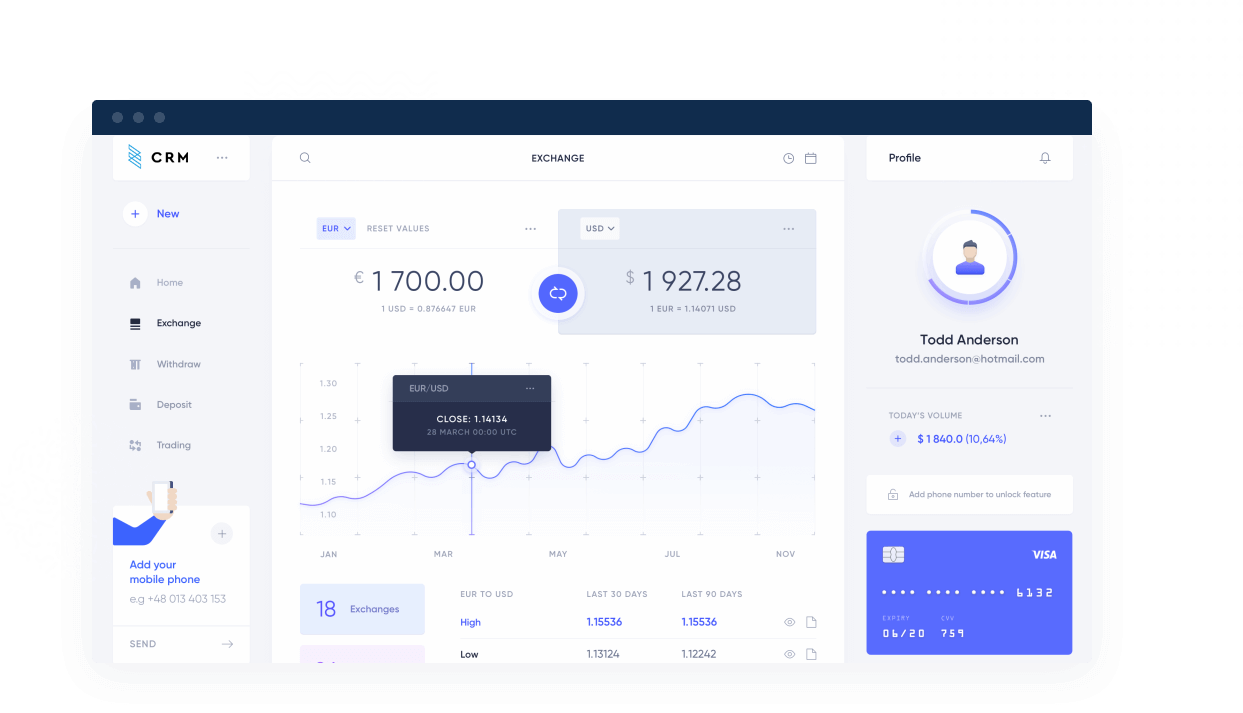 CRM
New
Home
Exchange
Withdraw
Deposit
Trading
Add your
mobile phone
e.g +48 013 403 153
SEND
EXCHANGE
EUR
RESET VALUES
€ 1 700.00
1 USD = 0.876647 EUR
USD
$ 1 927.28
1 EUR = 1.14071 USD
1.30
1.25
1.20
1.15
1.10
EUR/USD
CLOSE: 1.14134
28 MARCH 00:00 UTC
JAN MAR MAY JUL NOV
18 Exchanges
EUR TO USD LAST 30 DAYS LAST 90 DAYS
High 1.15536 1.15536
Low 1.13124 1.12242
Profile
Todd Anderson
todd.anderson@hotmail.com
TODAY'S VOLUME
$ 1 840.0 (10,64%)
Add phone number to unlock feature
VISA
•••• •••• •••• 6132
EXPIRY CVV
06/20 759